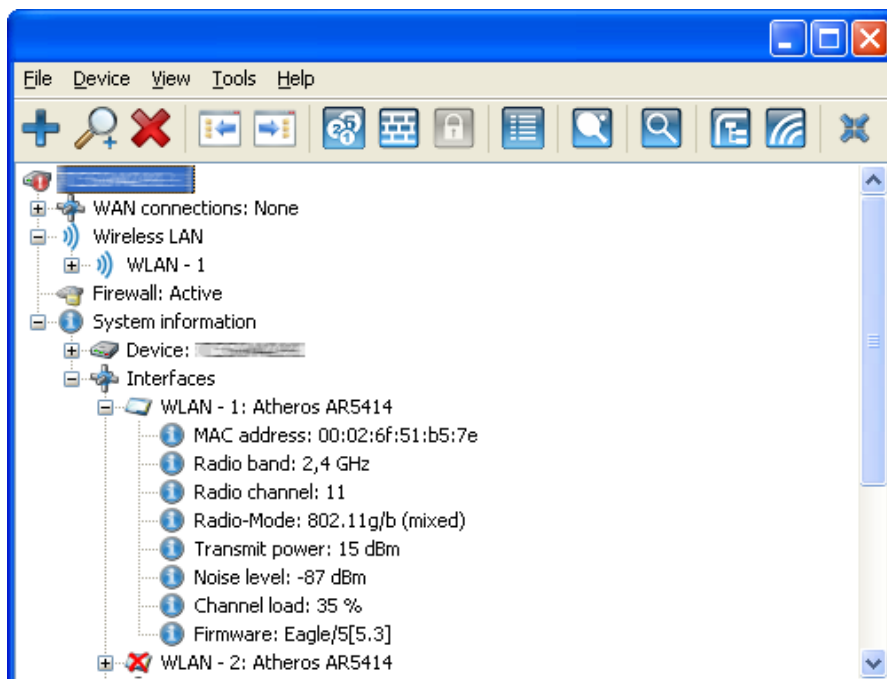 File Device View Tools Help
WAN connections: None
Wireless LAN
WLAN - 1
Firewall: Active
System information
Device:
Interfaces
WLAN - 1: Atheros AR5414
MAC address: 00:02:6f:51:b5:7e
Radio band: 2,4 GHz
Radio channel: 11
Radio-Mode: 802.11g/b (mixed)
Transmit power: 15 dBm
Noise level: -87 dBm
Channel load: 35 %
Firmware: Eagle/5[5.3]
WLAN - 2: Atheros AR5414